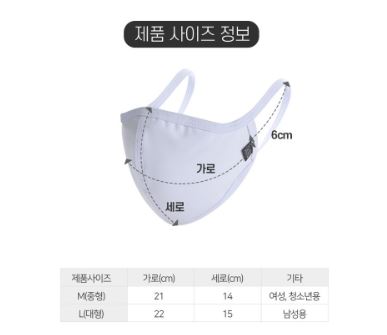 제품 사이즈 정보
6cm
가로
세로
제품사이즈 가로(cm) 세로(cm) 기타
M(중형) 21 14 여성, 청소년용
L(대형) 22 15 남성용